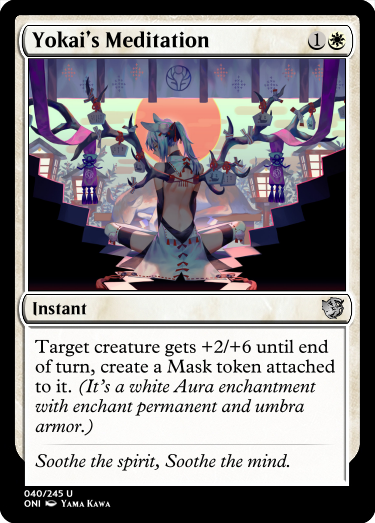 Yokai's Meditation 1
Instant
Target creature gets +2/+6 until end
of turn, create a Mask token attached
to it. (It's a white Aura enchantment
with enchant permanent and umbra
armor.)
Soothe the spirit, Soothe the mind.
040/245 U
ONI Yama Kawa